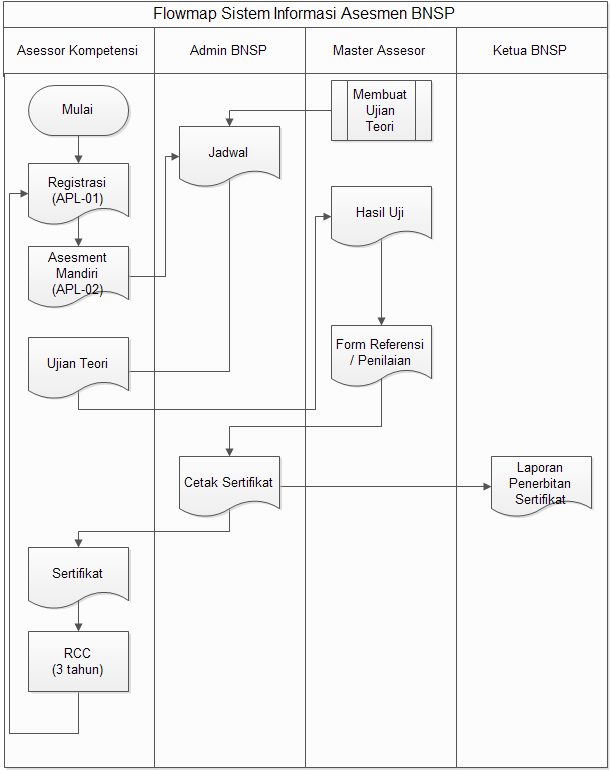 Flowmap Sistem Informasi Asesmen BNSP
Asessor Kompetensi
Admin BNSP
Master Assesor
Ketua BNSP
Mulai
Membuat
Ujian
Teori
Jadwal
Registrasi
(APL-01)
Hasil Uji
Asesment
Mandiri
(APL-02)
Ujian Teori
Form Referensi
/ Penilaian
Cetak Sertifikat
Laporan
Penerbitan
Sertifikat
Sertifikat
RCC
(3 tahun)